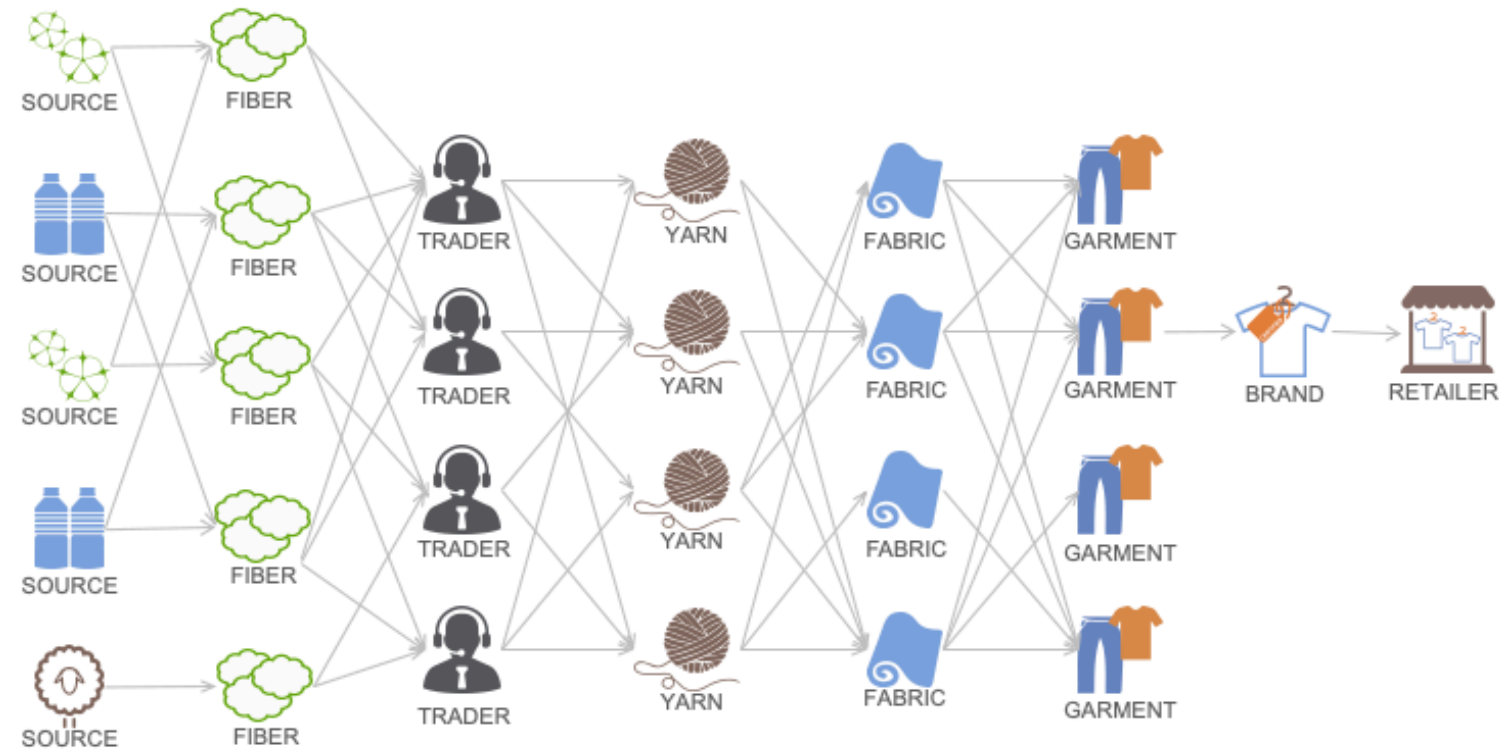 SOURCE
FIBER
SOURCE
FIBER
SOURCE
FIBER
SOURCE
FIBER
SOURCE
FIBER
TRADER
TRADER
TRADER
TRADER
YARN
YARN
YARN
YARN
FABRIC
FABRIC
FABRIC
FABRIC
GARMENT
GARMENT
GARMENT
GARMENT
BRAND
RETAILER